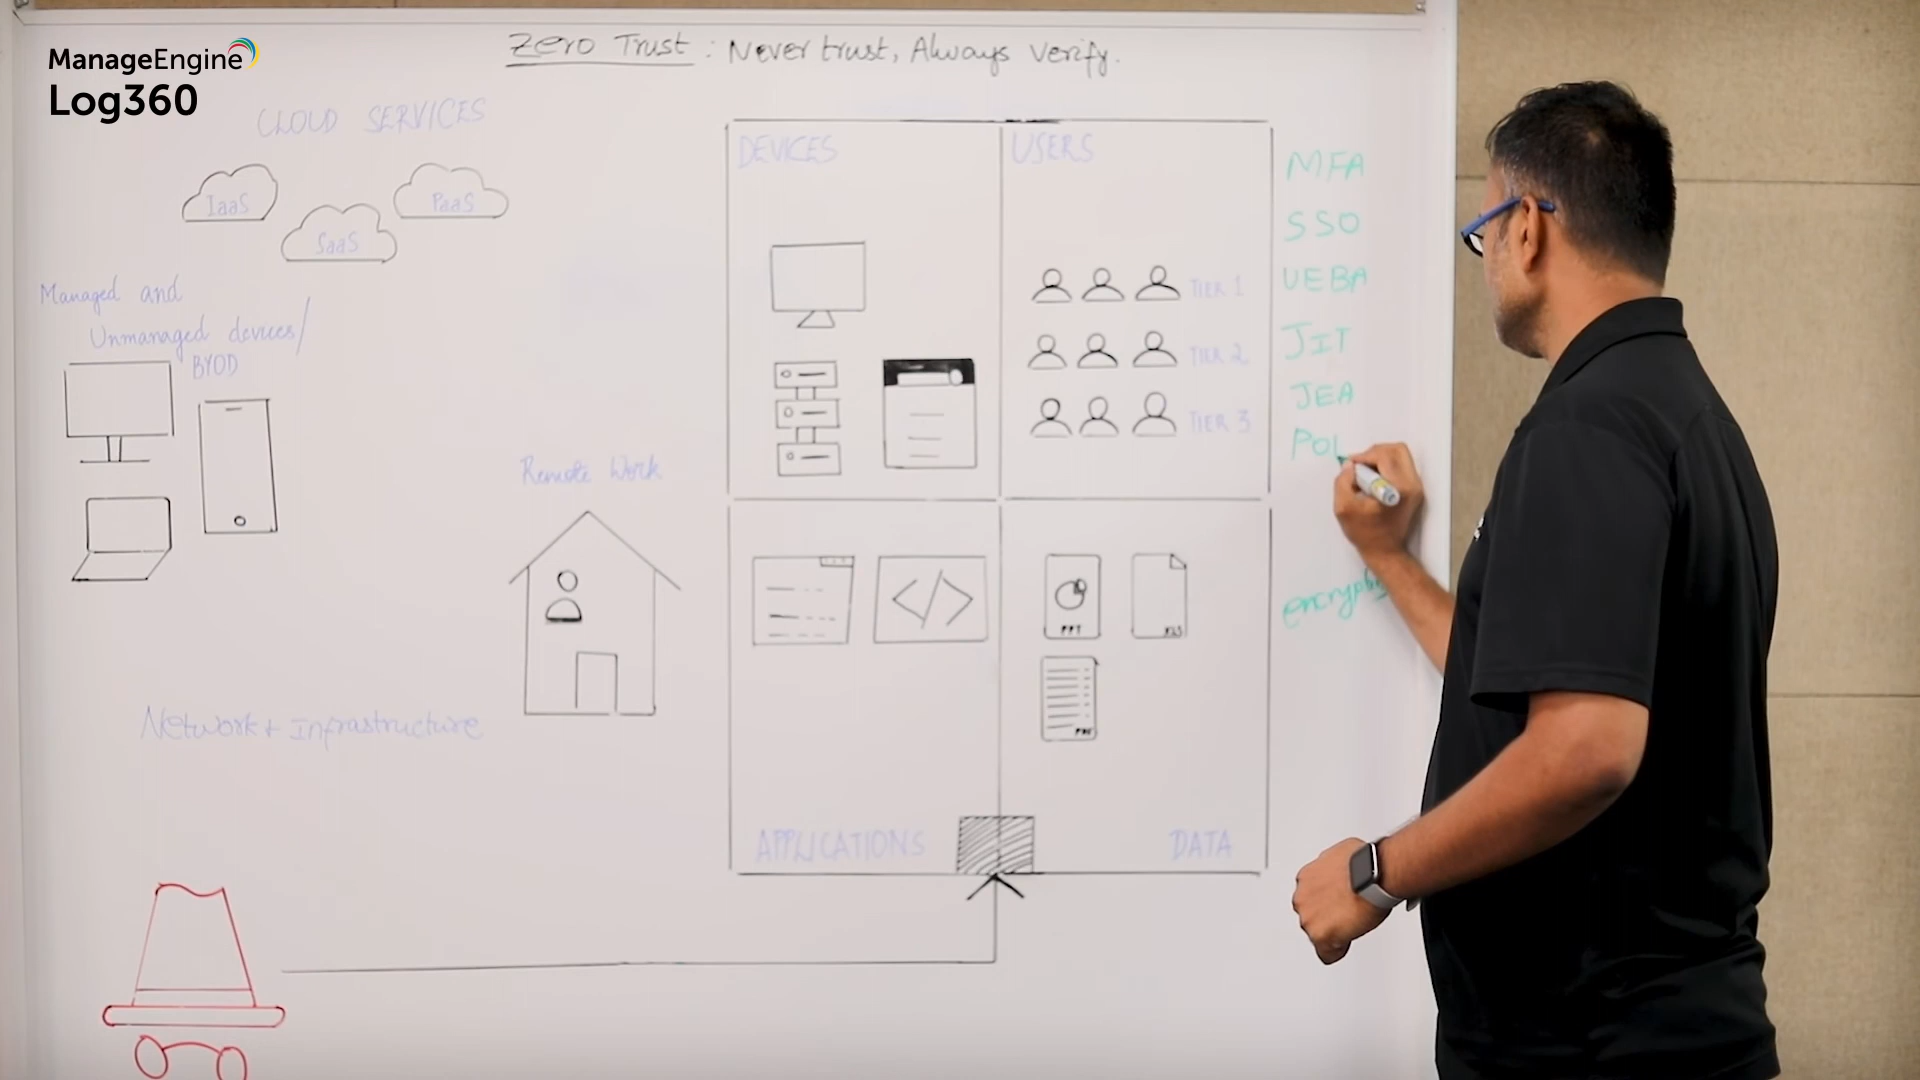 ManageEngine
Log360
Zero Trust : Never trust, Always Verify.
CLOUD SERVICES
IaaS
SaaS
PaaS
Managed and
Unmanaged devices/
BYOD
Remote Work
Network + Infrastructure
DEVICES
USERS
TIER 1
TIER 2
TIER 3
APPLICATIONS
PPT
XLS
DATA
MFA
SSO
UEBA
JIT
JEA
POL